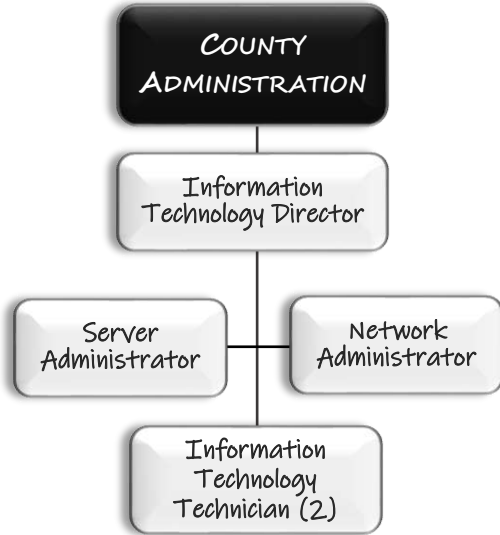 COUNTY
ADMINISTRATION
Information
Technology Director
Server
Administrator
Network
Administrator
Information
Technology
Technician (2)